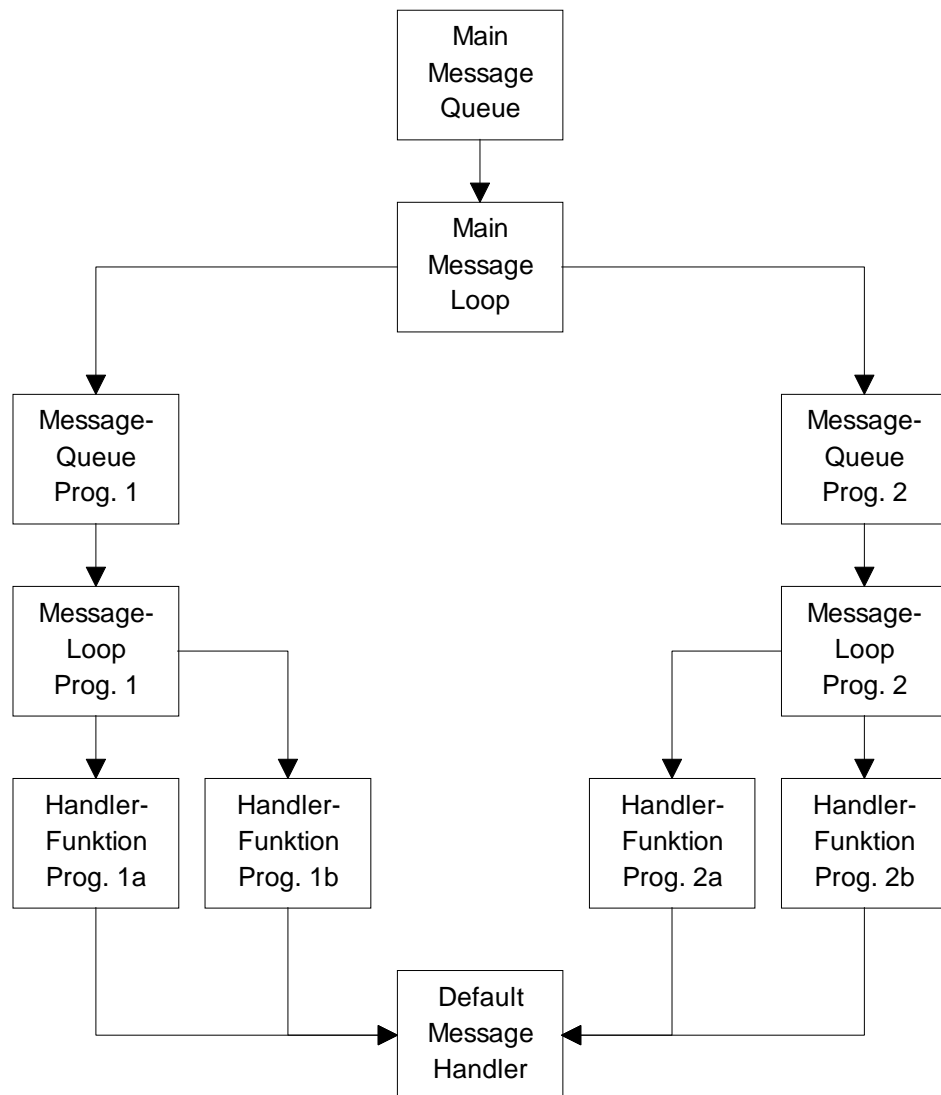 Main
Message
Queue
Main
Message
Loop
Message-
Queue
Prog. 1
Message-
Queue
Prog. 2
Message-
Loop
Prog. 1
Message-
Loop
Prog. 2
Handler-
Funktion
Prog. 1a
Handler-
Funktion
Prog. 1b
Handler-
Funktion
Prog. 2a
Handler-
Funktion
Prog. 2b
Default
Message
Handler